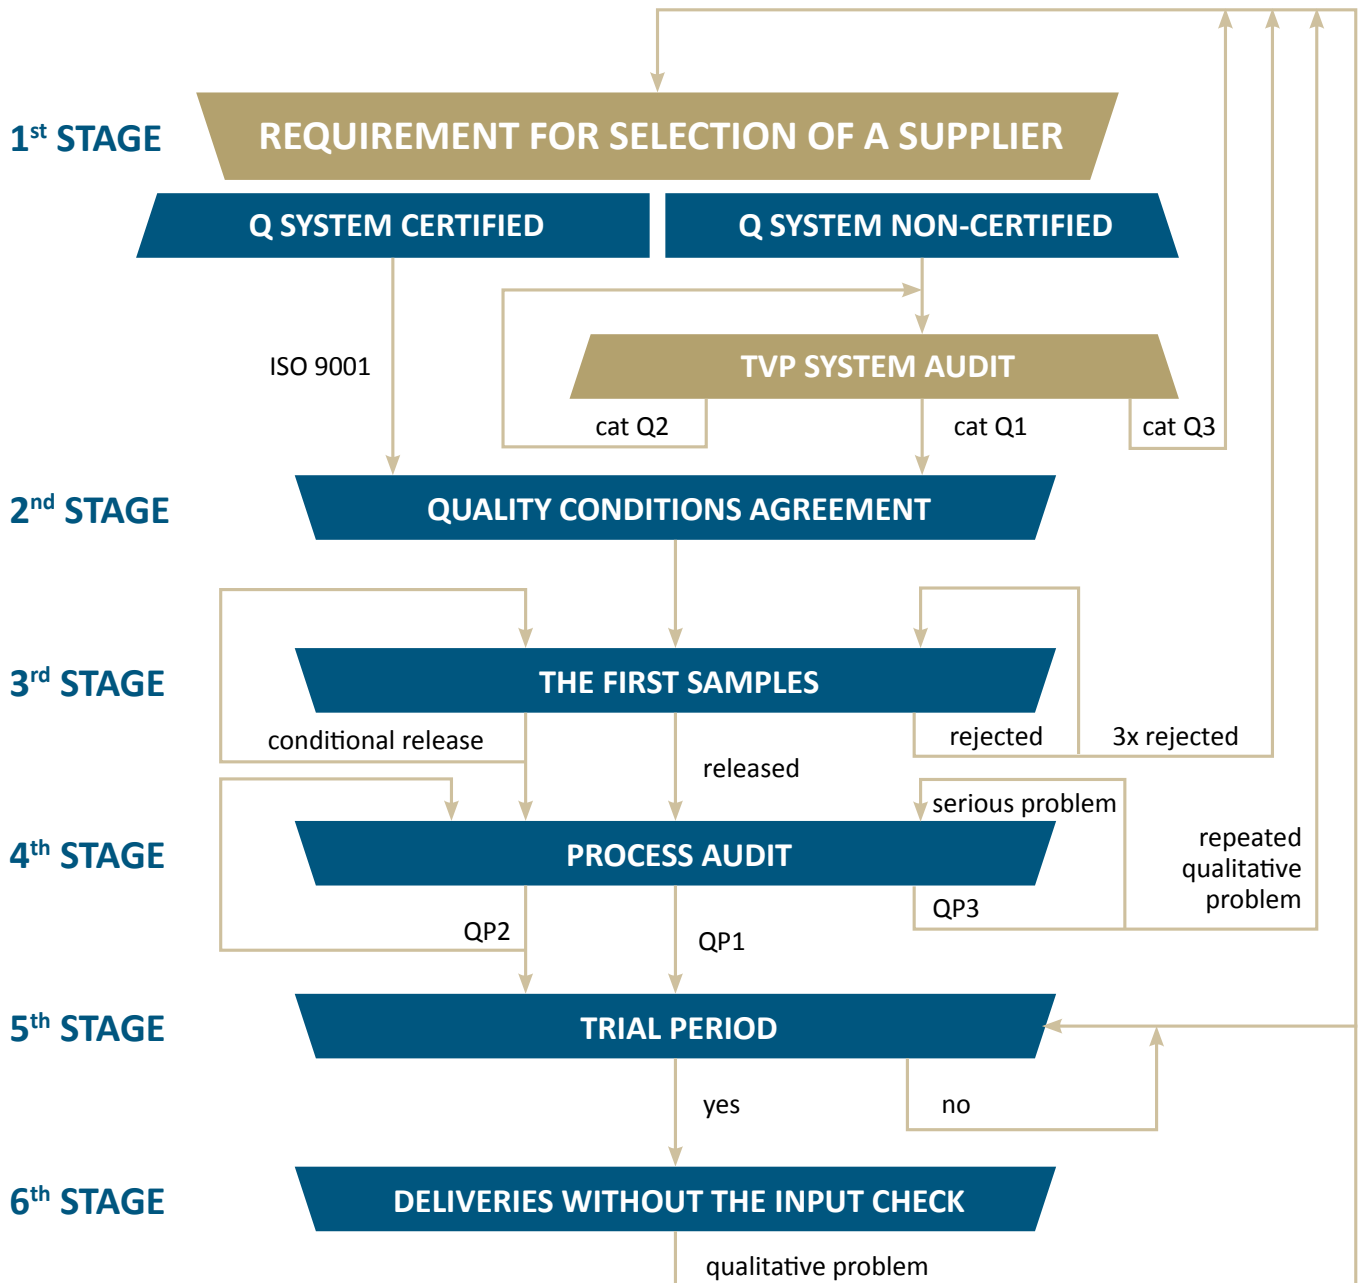 1st STAGE
REQUIREMENT FOR SELECTION OF A SUPPLIER
Q SYSTEM CERTIFIED
Q SYSTEM NON-CERTIFIED
ISO 9001
TVP SYSTEM AUDIT
cat Q2
cat Q1
cat Q3
2nd STAGE
QUALITY CONDITIONS AGREEMENT
3rd STAGE
THE FIRST SAMPLES
conditional release
released
rejected
3x rejected
serious problem
4th STAGE
PROCESS AUDIT
repeated
qualitative
problem
QP2
QP1
QP3
5th STAGE
TRIAL PERIOD
yes
no
6th STAGE
DELIVERIES WITHOUT THE INPUT CHECK
qualitative problem